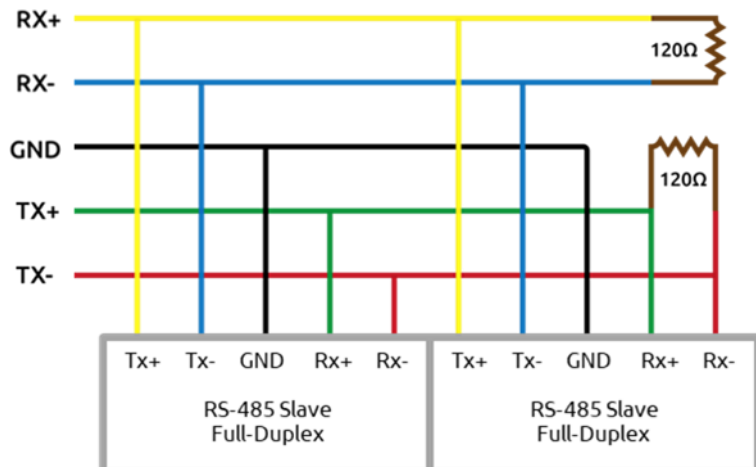 RX+
120Ω
RX-
GND
120Ω
TX+
TX-
Tx+ Tx- GND Rx+ Rx- Tx+ Tx- GND Rx+ Rx-
RS-485 Slave
Full-Duplex
RS-485 Slave
Full-Duplex